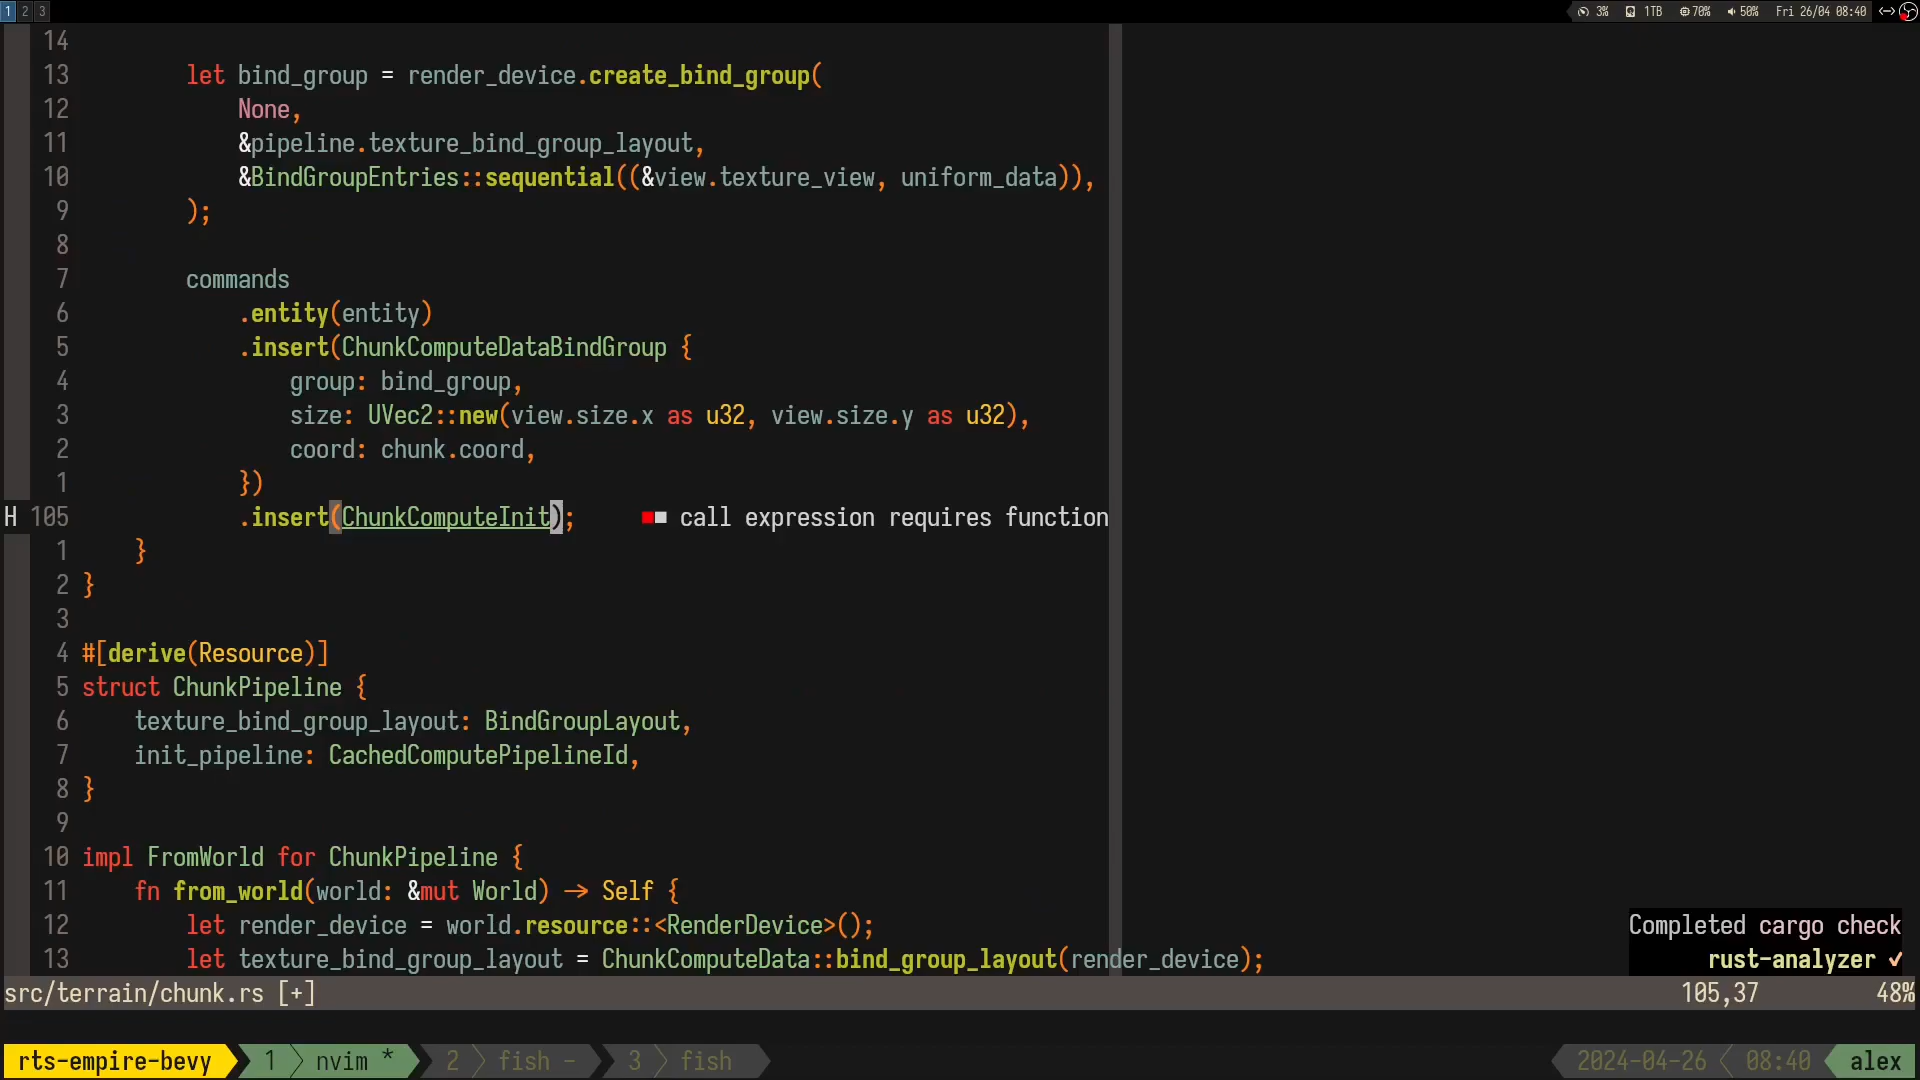 1 2 3 3% 1TB 70% 50% Fri 26/04 08:40
14
13 let bind_group = render_device.create_bind_group(
12 None,
11 &pipeline.texture_bind_group_layout,
10 &BindGroupEntries::sequential((&view.texture_view, uniform_data)),
9 );
8
7 commands
6 .entity(entity)
5 .insert(ChunkComputeDataBindGroup {
4 group: bind_group,
3 size: UVec2::new(view.size.x as u32, view.size.y as u32),
2 coord: chunk.coord,
1 })
H 105 .insert(ChunkComputeInit); call expression requires function
1 }
2 }
3
4 #[derive(Resource)]
5 struct ChunkPipeline {
6 texture_bind_group_layout: BindGroupLayout,
7 init_pipeline: CachedComputePipelineId,
8 }
9
10 impl FromWorld for ChunkPipeline {
11 fn from_world(world: &mut World) -> Self {
12 let render_device = world.resource::<RenderDevice>();
13 let texture_bind_group_layout = ChunkComputeData::bind_group_layout(render_device);
Completed cargo check
rust-analyzer ✓
src/terrain/chunk.rs [+] 105,37 48%
rts-empire-bevy 1 nvim * 2 fish - 3 fish 2024-04-26 08:40 alex